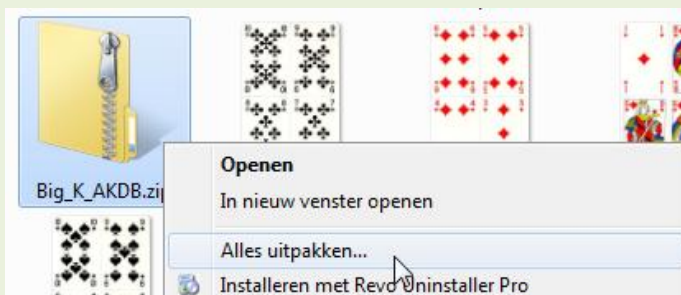 Big_K_AKDB.zip
Openen
In nieuw venster openen
Alles uitpakken...
Installeren met Revo Uninstaller Pro